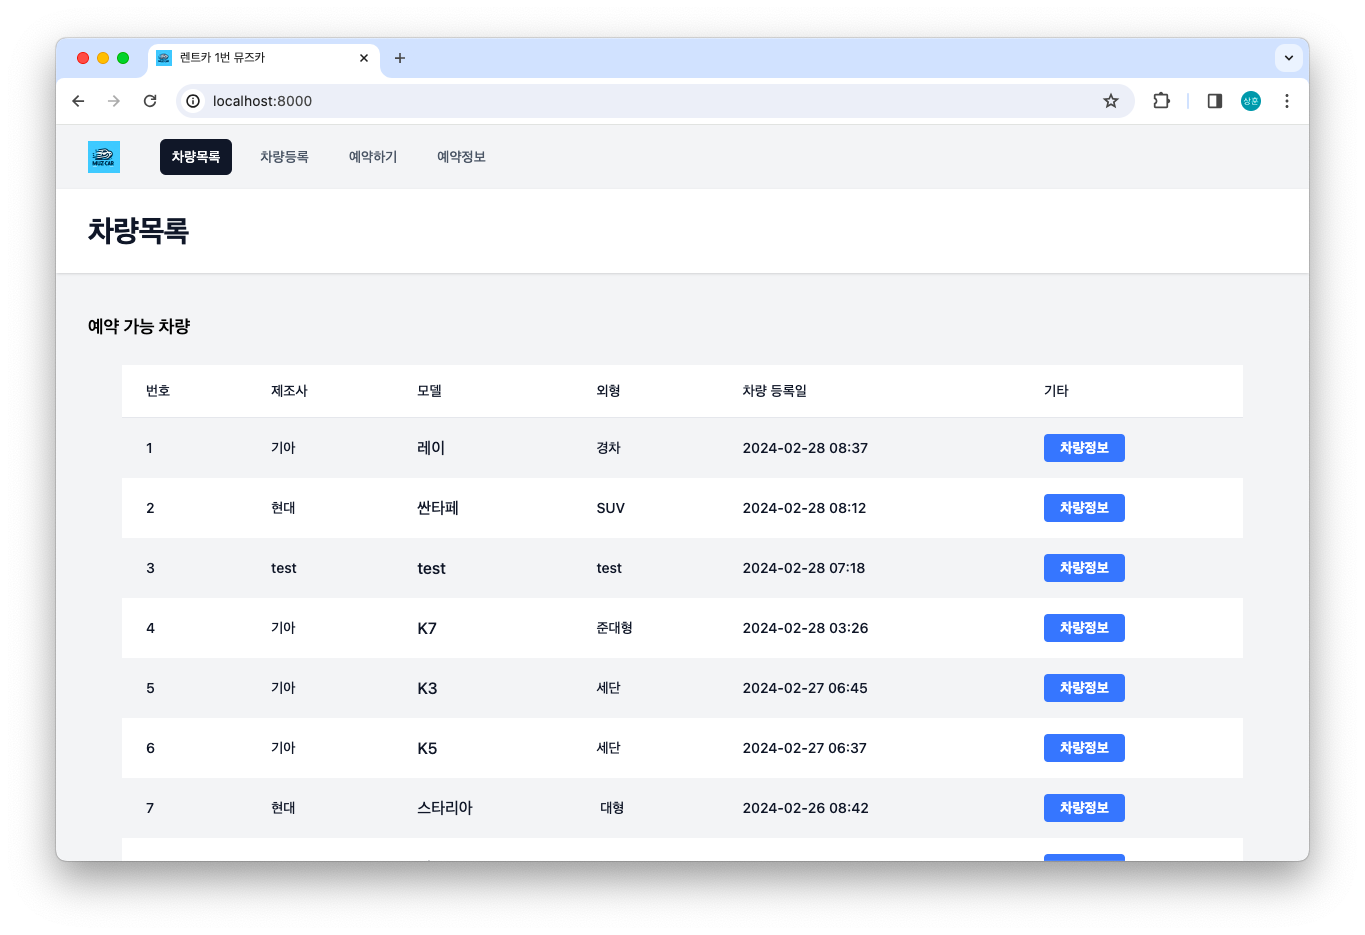 렌트카 1번 뮤즈카
localhost:8000
상훈
MUZ CAR
차량목록 차량등록 예약하기 예약정보
차량목록
예약 가능 차량
번호 제조사 모델 외형 차량 등록일 기타
1 기아 레이 경차 2024-02-28 08:37 차량정보
2 현대 싼타페 SUV 2024-02-28 08:12 차량정보
3 test test test 2024-02-28 07:18 차량정보
4 기아 K7 준대형 2024-02-28 03:26 차량정보
5 기아 K3 세단 2024-02-27 06:45 차량정보
6 기아 K5 세단 2024-02-27 06:37 차량정보
7 현대 스타리아 대형 2024-02-26 08:42 차량정보